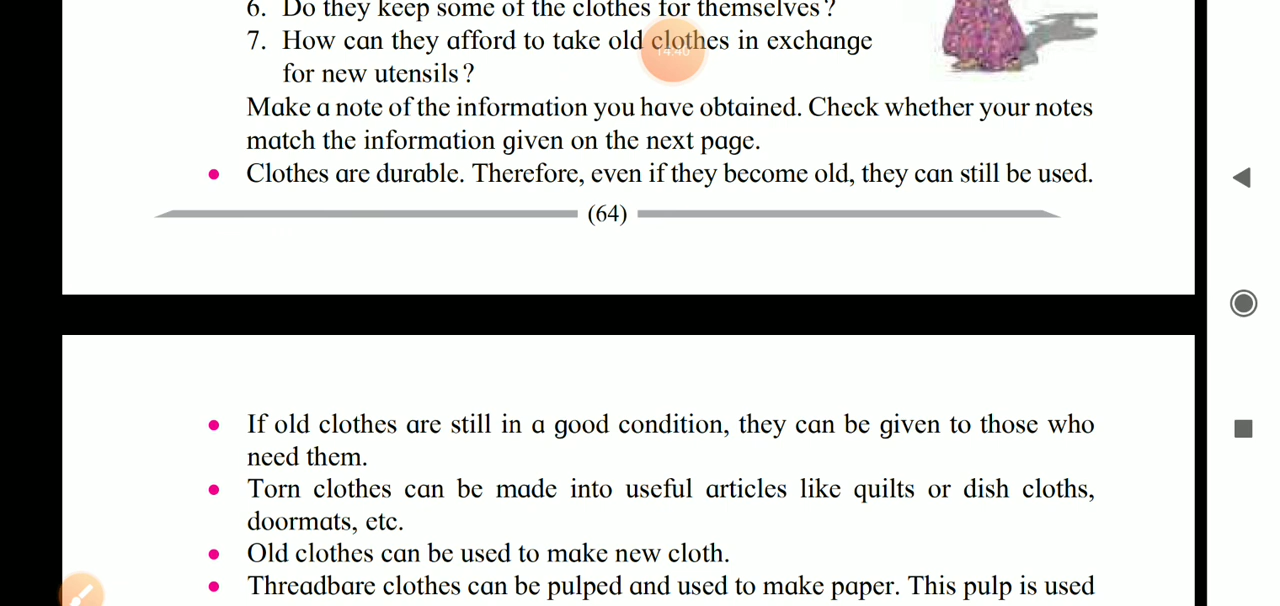 6. Do they keep some of the clothes for themselves?
7. How can they afford to take old clothes in exchange
for new utensils?
Make a note of the information you have obtained. Check whether your notes
match the information given on the next page.
• Clothes are durable. Therefore, even if they become old, they can still be used.
(64)
• If old clothes are still in a good condition, they can be given to those who
need them.
• Torn clothes can be made into useful articles like quilts or dish cloths,
doormats, etc.
• Old clothes can be used to make new cloth.
• Threadbare clothes can be pulped and used to make paper. This pulp is used